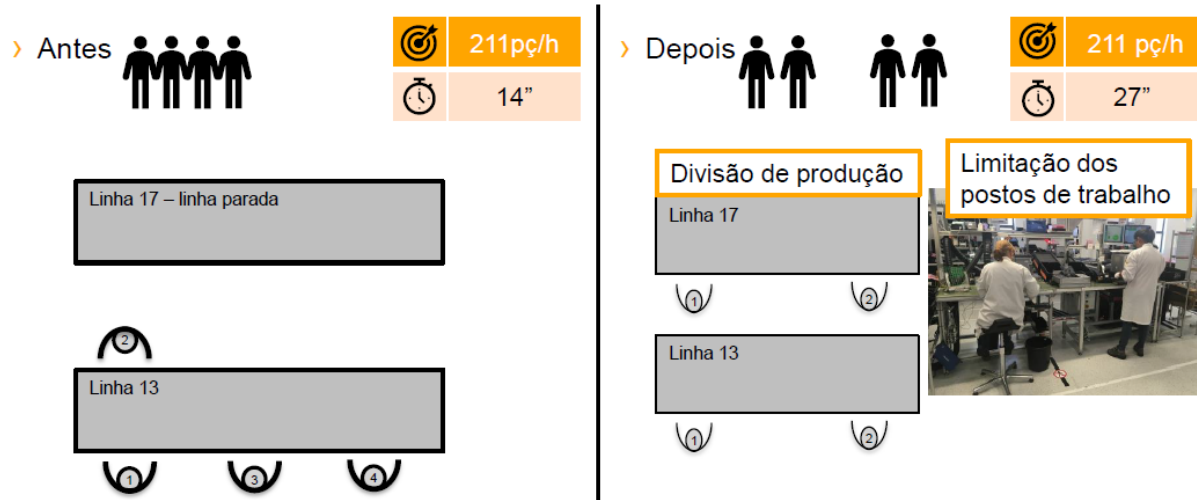 › Antes
211pç/h
14”
Linha 17 – linha parada
2
Linha 13
1
3
4
› Depois
211 pç/h
27”
Divisão de produção
Limitação dos
postos de trabalho
Linha 17
1
2
Linha 13
1
2